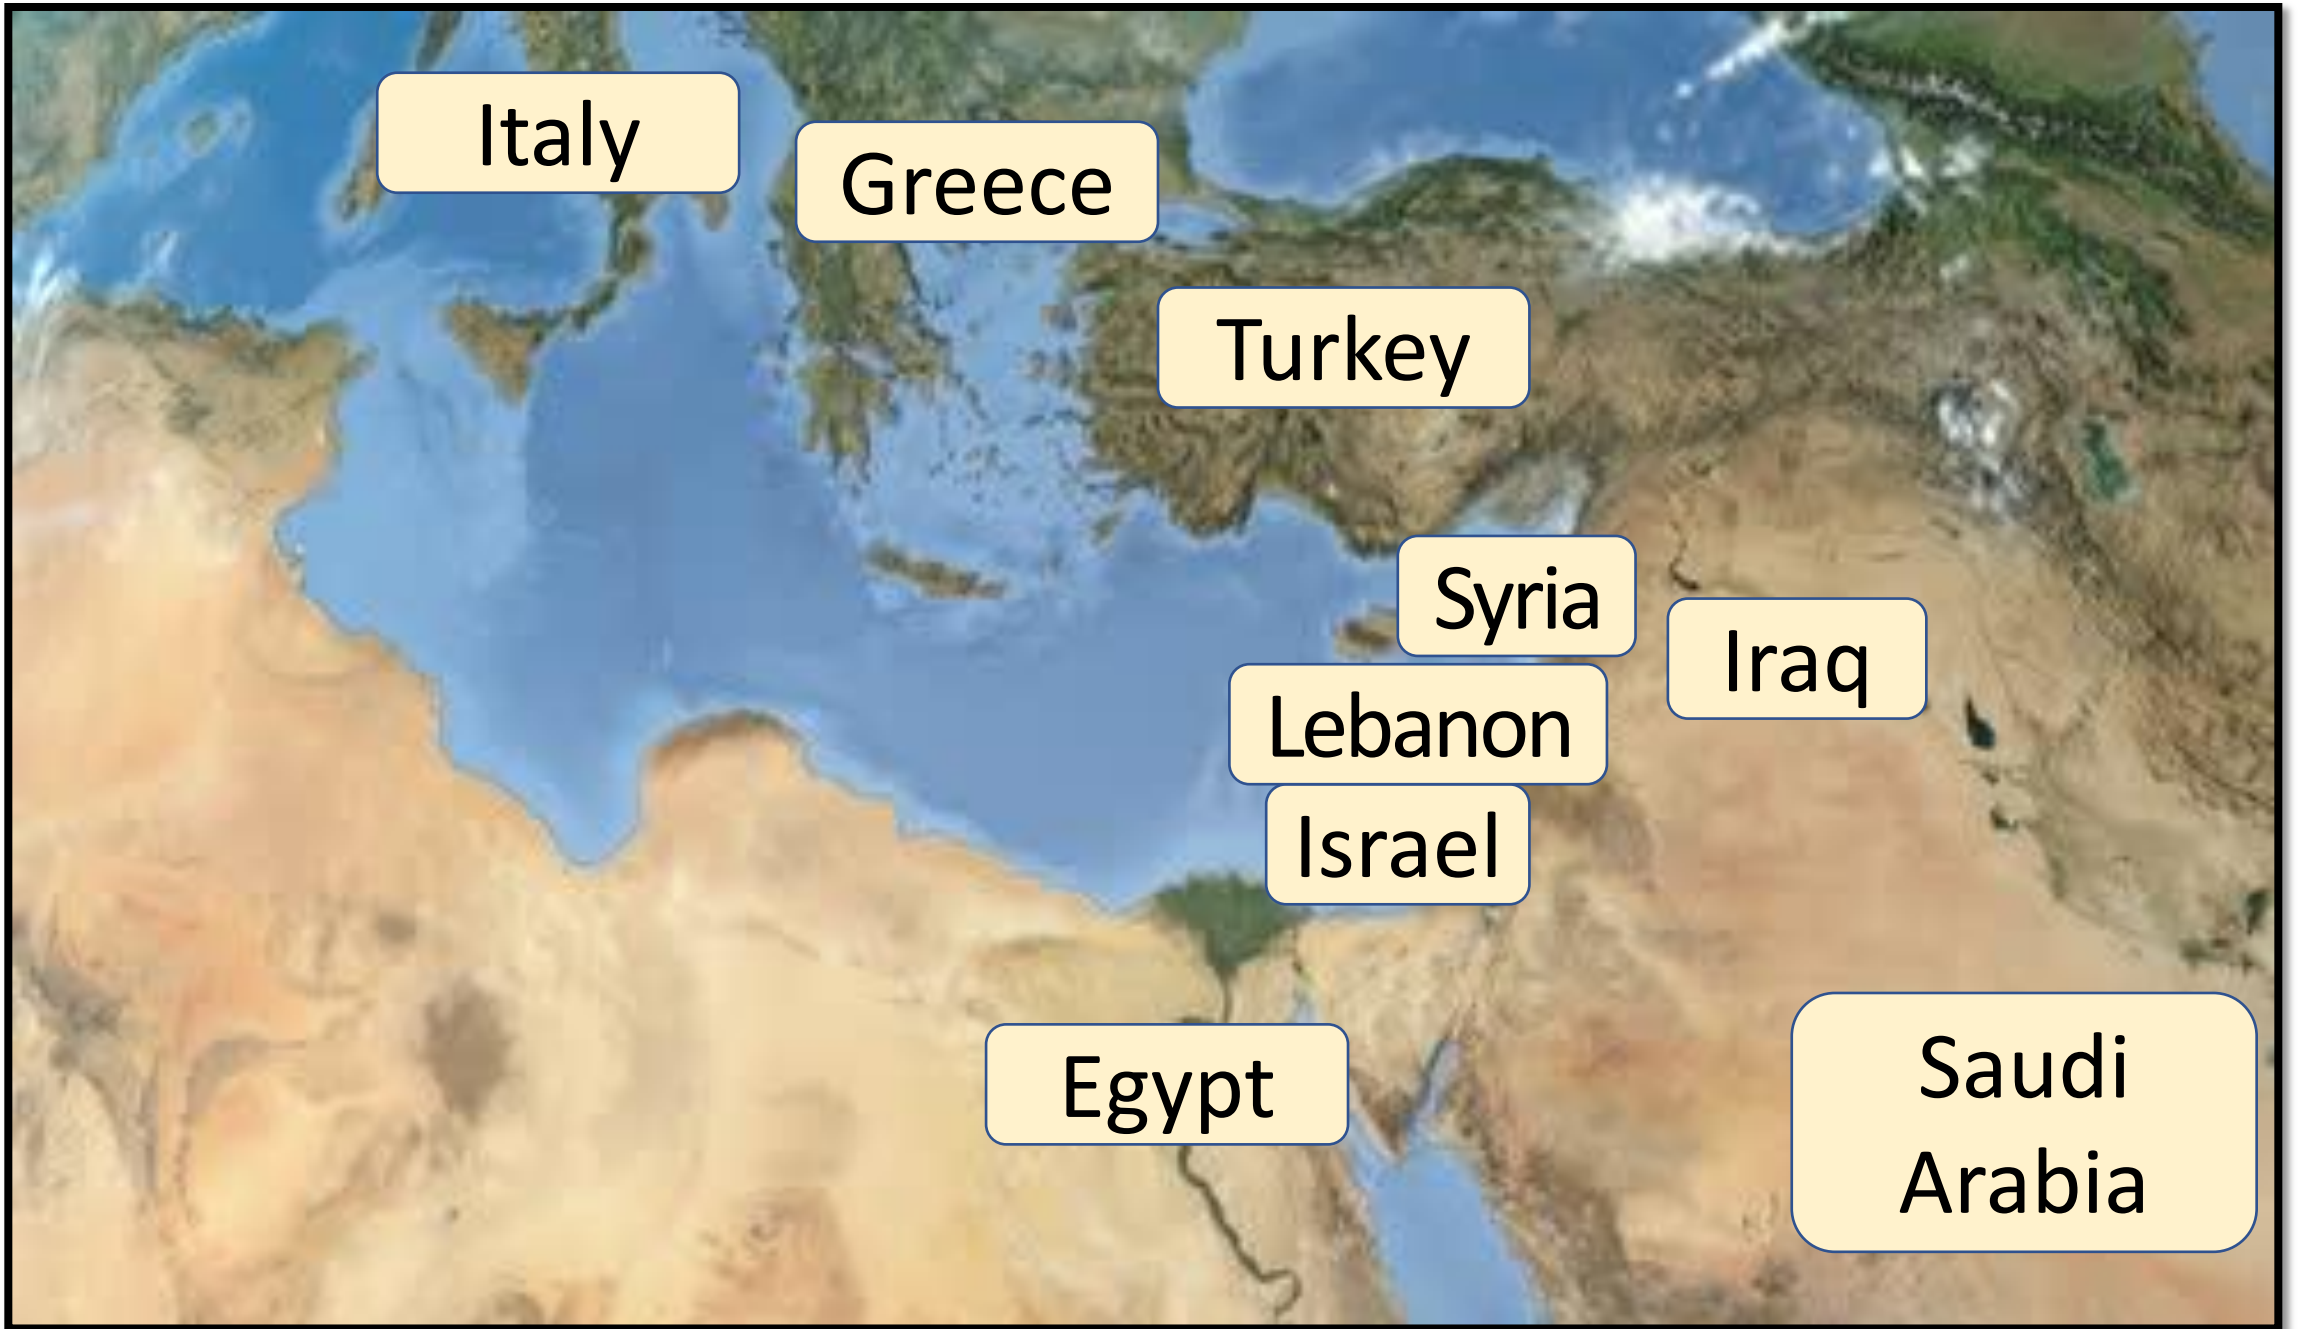 Italy
Greece
Turkey
Syria
Iraq
Lebanon
Israel
Egypt
Saudi
Arabia